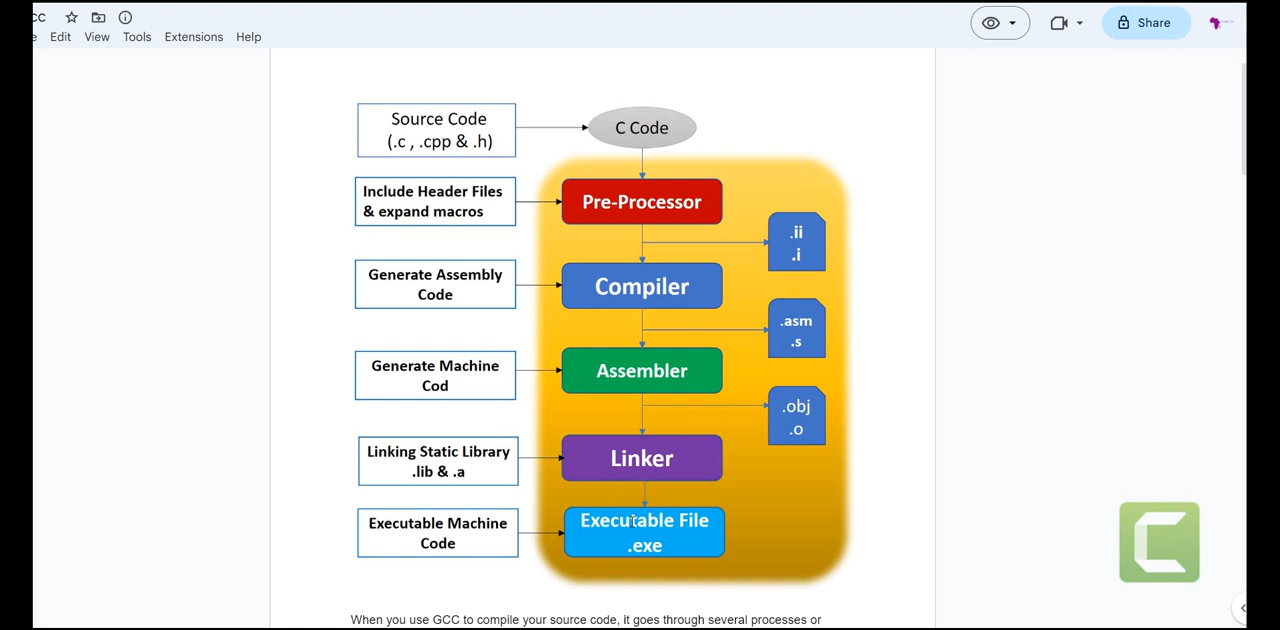 CC
Edit View Tools Extensions Help
Share
Source Code
(.c , .cpp & .h)
C Code
Include Header Files
& expand macros
Pre-Processor
.ii
.i
Generate Assembly
Code
Compiler
.asm
.s
Generate Machine
Cod
Assembler
.obj
.o
Linking Static Library
.lib & .a
Linker
Executable Machine
Code
Executable File
.exe
When you use GCC to compile your source code, it goes through several processes or